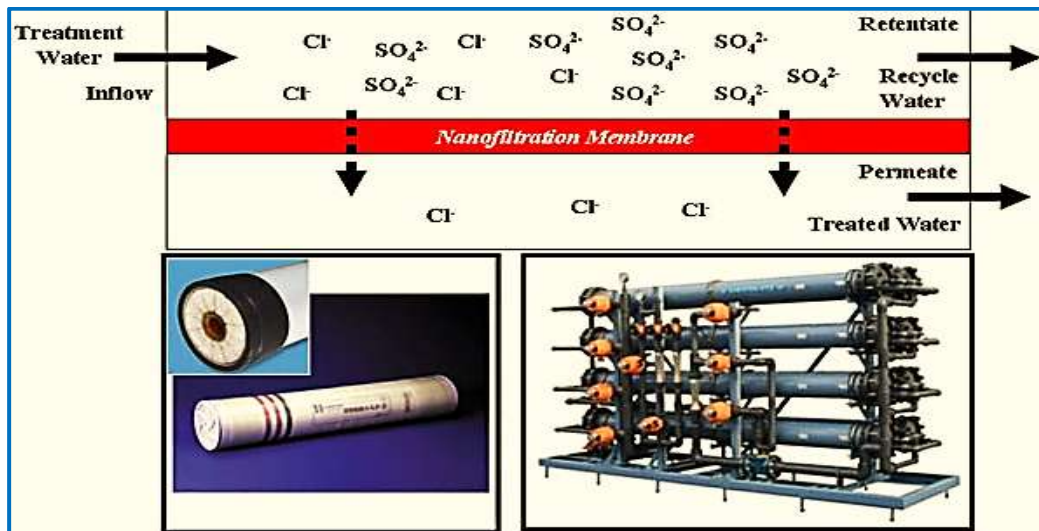 Treatment
Water
Inflow
Cl⁻ SO₄²⁻ Cl⁻ SO₄²⁻ SO₄²⁻ SO₄²⁻ SO₄²⁻
Cl⁻ SO₄²⁻ Cl⁻ Cl⁻ SO₄²⁻ SO₄²⁻ SO₄²⁻
Retentate
Recycle
Water
Nanofiltration Membrane
Cl⁻ Cl⁻ Cl⁻
Permeate
Treated Water